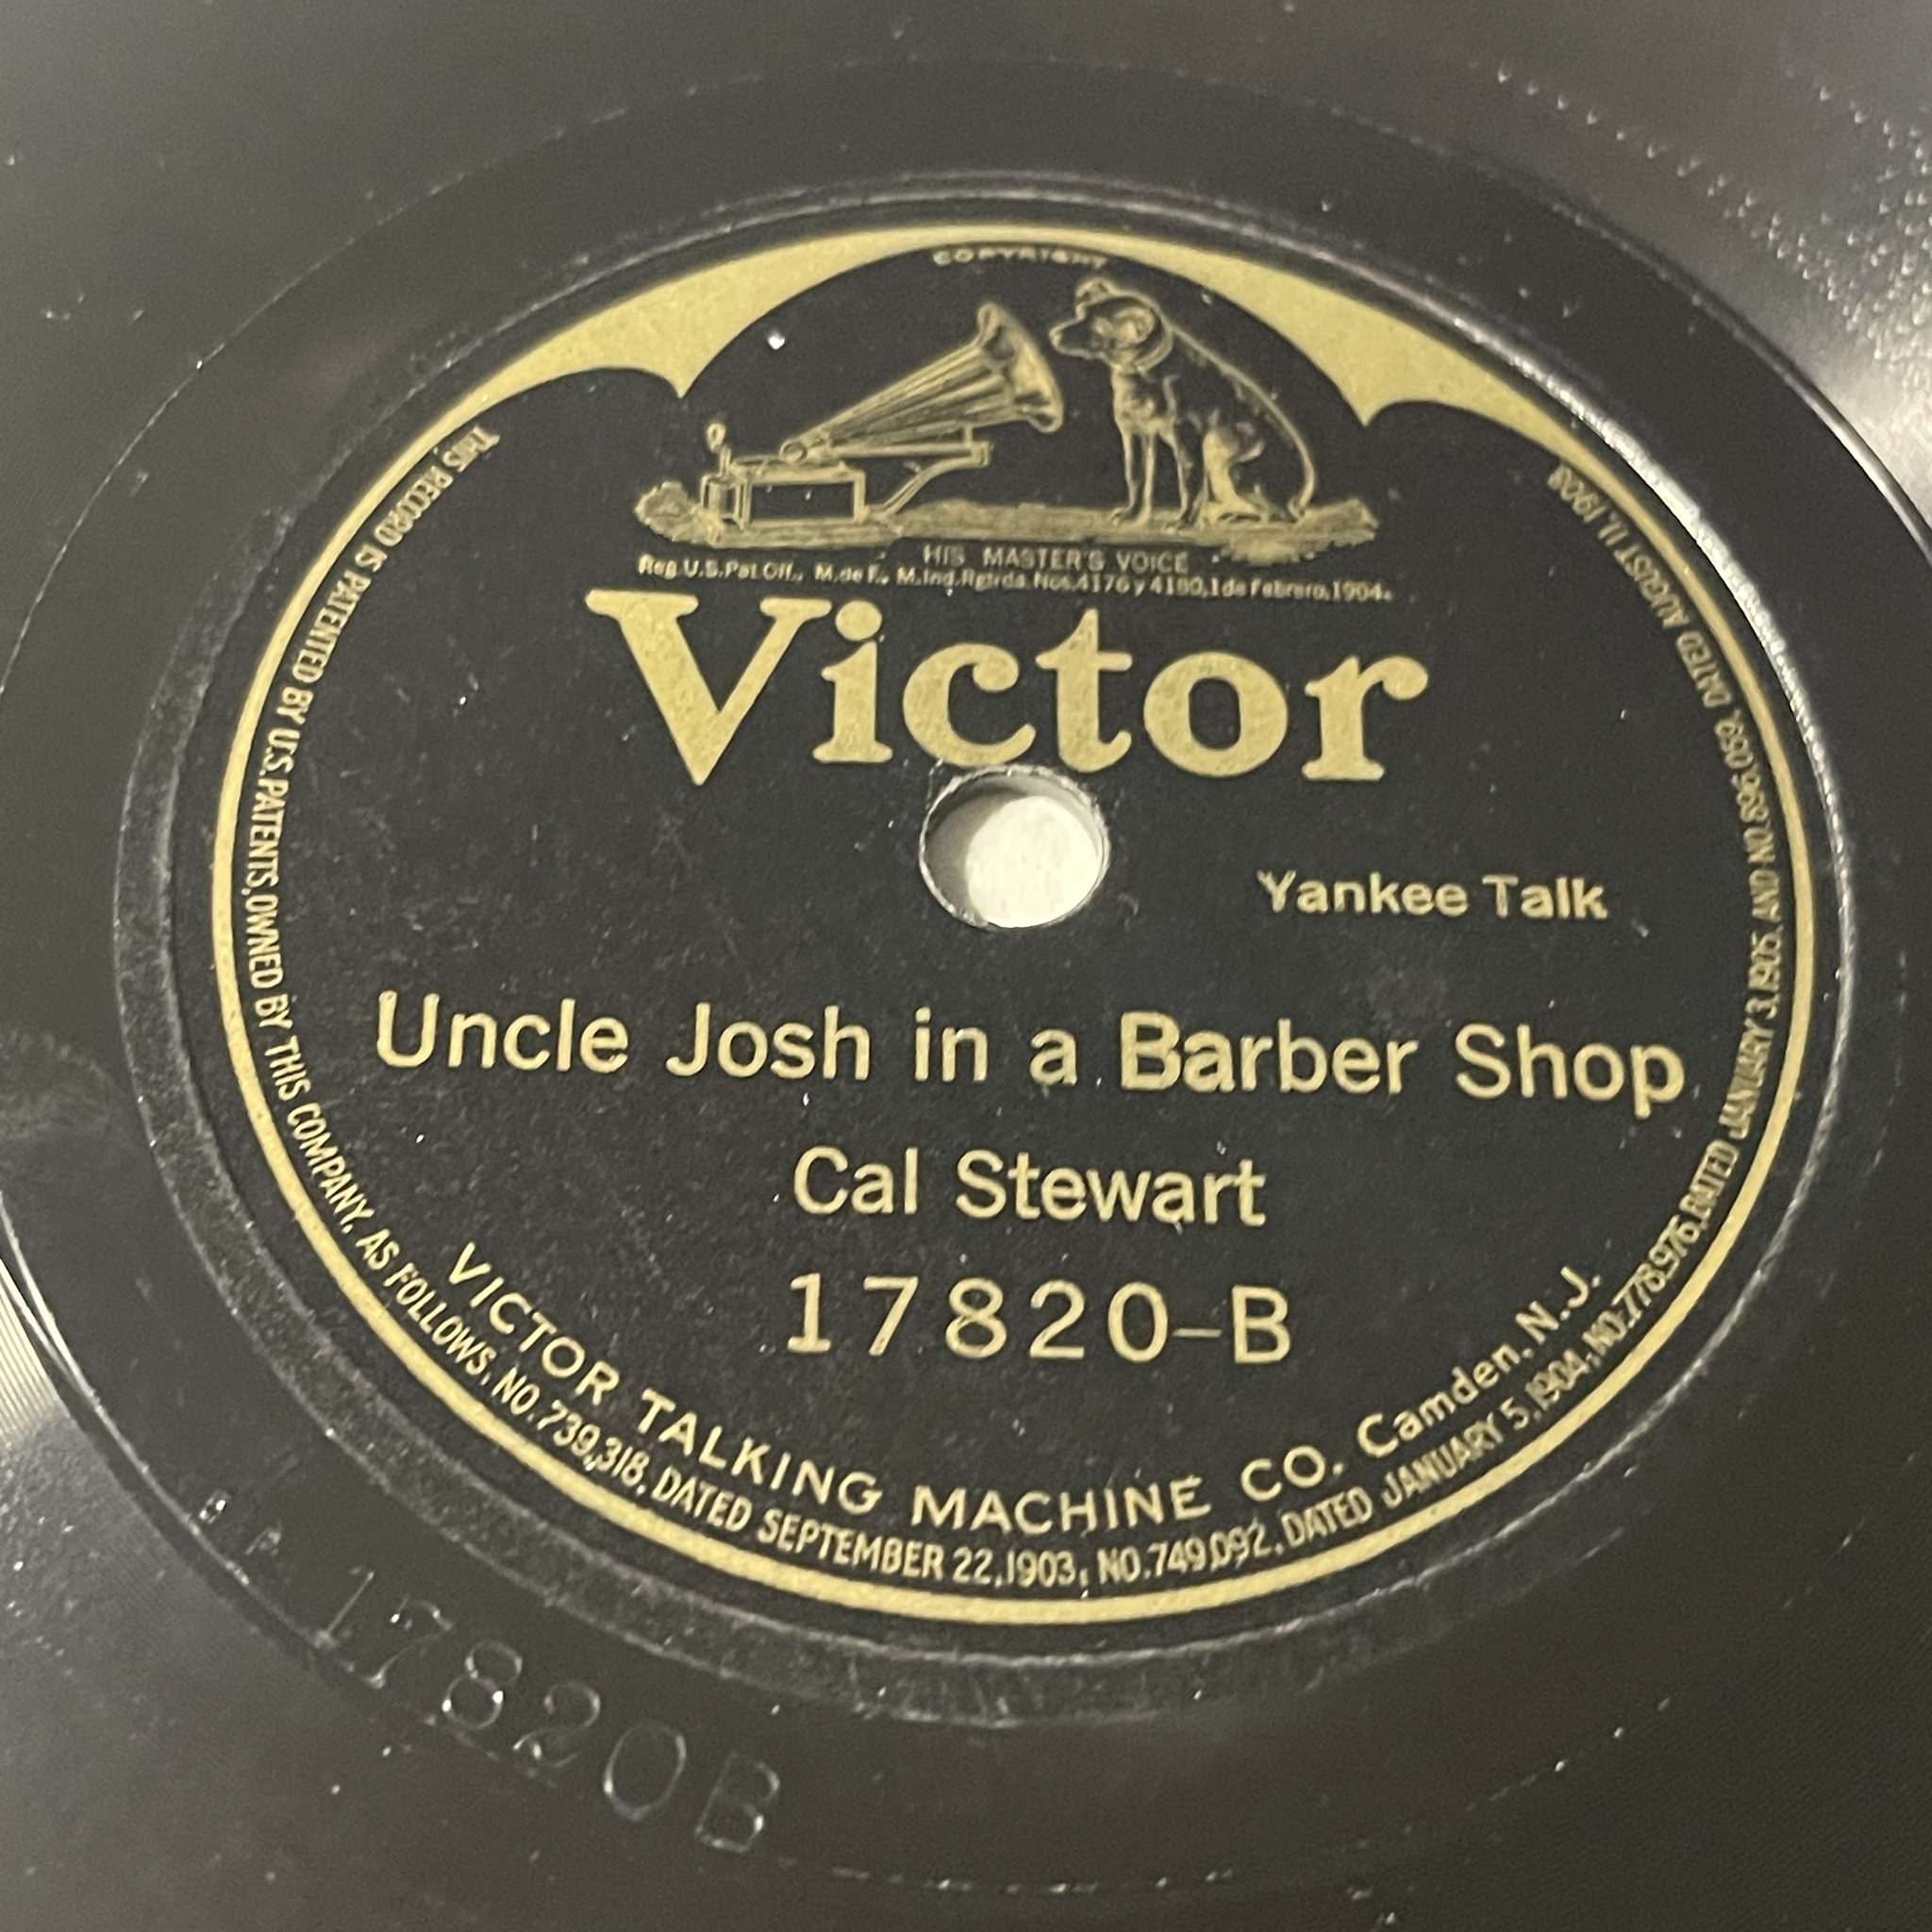 COPYRIGHT
HIS MASTER'S VOICE
Reg.U.S.Pat.Off., M.de F., M.Ind.Rgtrda.Nos.4176 y 4180,1 de Febrero,1904.
Victor
Yankee Talk
Uncle Josh in a Barber Shop
Cal Stewart
17820-B
VICTOR TALKING MACHINE CO. Camden, N.J.
THIS RECORD IS PATENTED BY U.S. PATENTS, OWNED BY THIS COMPANY, AS FOLLOWS, NO.739,318, DATED SEPTEMBER 22,1903; NO.749,092, DATED JANUARY 5,1904; NO.778,976, DATED JANUARY 3,1905. AND NO.896,059, DATED AUGUST 11,1908
17820B